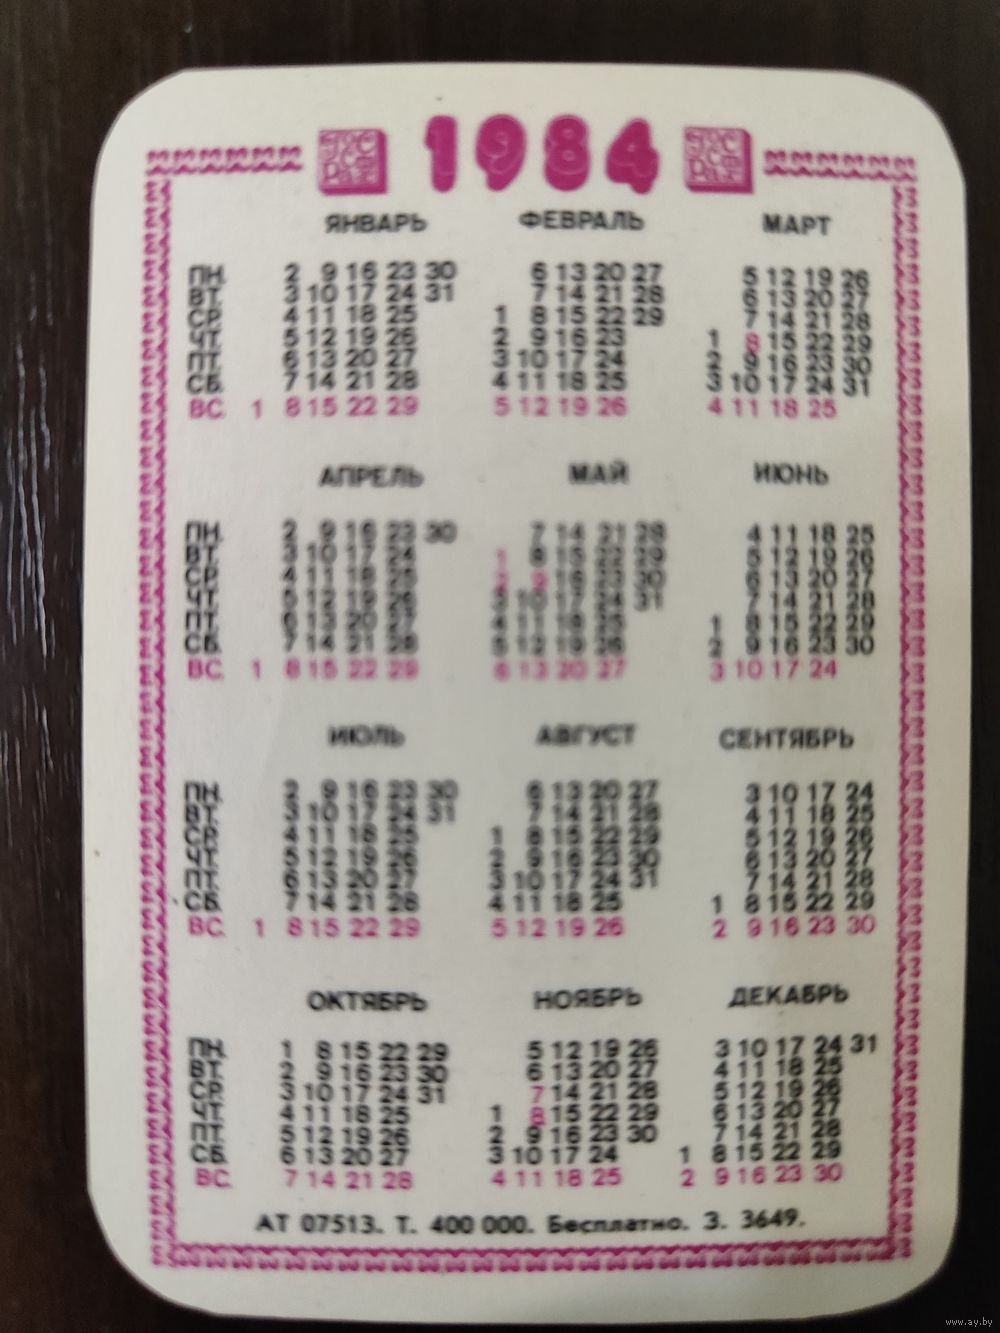 1984
ЯНВАРЬ ФЕВРАЛЬ МАРТ
ПН. 2 9 16 23 30 6 13 20 27 5 12 19 26
ВТ. 3 10 17 24 31 7 14 21 28 6 13 20 27
СР. 4 11 18 25 1 8 15 22 29 7 14 21 28
ЧТ. 5 12 19 26 2 9 16 23 1 8 15 22 29
ПТ. 6 13 20 27 3 10 17 24 2 9 16 23 30
СБ. 7 14 21 28 4 11 18 25 3 10 17 24 31
ВС. 1 8 15 22 29 5 12 19 26 4 11 18 25
АПРЕЛЬ МАЙ ИЮНЬ
ПН. 2 9 16 23 30 7 14 21 28 4 11 18 25
ВТ. 3 10 17 24 1 8 15 22 29 5 12 19 26
СР. 4 11 18 25 2 9 16 23 30 6 13 20 27
ЧТ. 5 12 19 26 3 10 17 24 31 7 14 21 28
ПТ. 6 13 20 27 4 11 18 25 1 8 15 22 29
СБ. 7 14 21 28 5 12 19 26 2 9 16 23 30
ВС. 1 8 15 22 29 6 13 20 27 3 10 17 24
ИЮЛЬ АВГУСТ СЕНТЯБРЬ
ПН. 2 9 16 23 30 6 13 20 27 3 10 17 24
ВТ. 3 10 17 24 31 7 14 21 28 4 11 18 25
СР. 4 11 18 25 1 8 15 22 29 5 12 19 26
ЧТ. 5 12 19 26 2 9 16 23 30 6 13 20 27
ПТ. 6 13 20 27 3 10 17 24 31 7 14 21 28
СБ. 7 14 21 28 4 11 18 25 1 8 15 22 29
ВС. 1 8 15 22 29 5 12 19 26 2 9 16 23 30
ОКТЯБРЬ НОЯБРЬ ДЕКАБРЬ
ПН. 1 8 15 22 29 5 12 19 26 3 10 17 24 31
ВТ. 2 9 16 23 30 6 13 20 27 4 11 18 25
СР. 3 10 17 24 31 7 14 21 28 5 12 19 26
ЧТ. 4 11 18 25 1 8 15 22 29 6 13 20 27
ПТ. 5 12 19 26 2 9 16 23 30 7 14 21 28
СБ. 6 13 20 27 3 10 17 24 1 8 15 22 29
ВС. 7 14 21 28 4 11 18 25 2 9 16 23 30
АТ 07513. Т. 400 000. Бесплатно. З. 3649.
www.ay.by